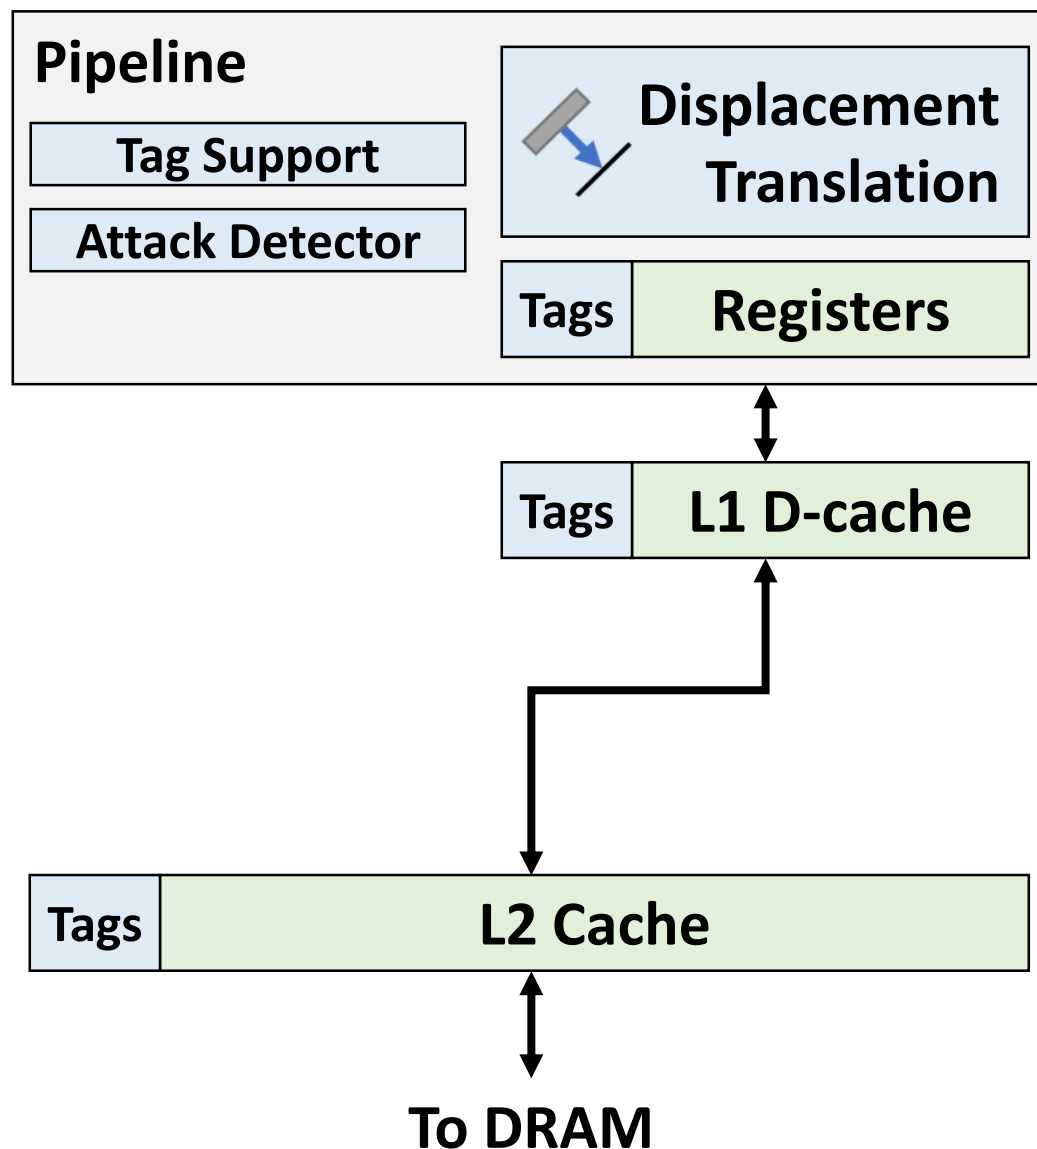 Pipeline
Tag Support
Attack Detector
Displacement
Translation
Tags
Registers
Tags
L1 D-cache
Tags
L2 Cache
To DRAM